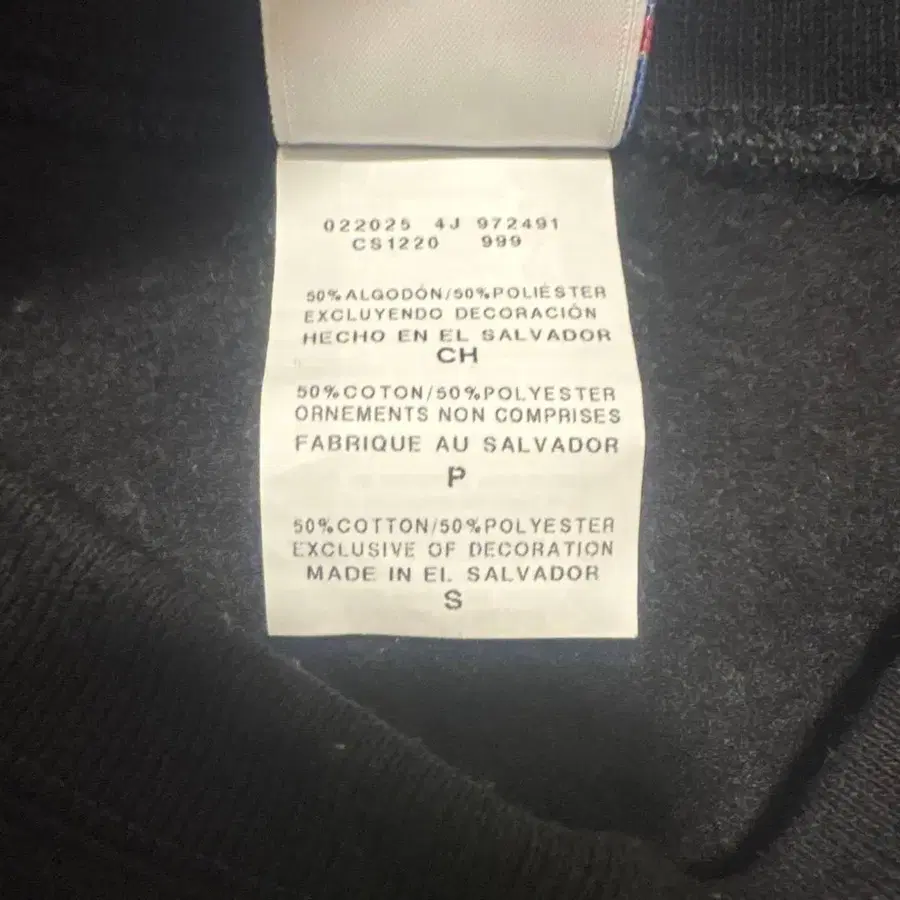 022025 4J 972491
CS1220 999
50%ALGODÓN/50%POLIÉSTER
EXCLUYENDO DECORACIÓN
HECHO EN EL SALVADOR
CH
50%COTON/50%POLYESTER
ORNEMENTS NON COMPRISES
FABRIQUE AU SALVADOR
P
50%COTTON/50%POLYESTER
EXCLUSIVE OF DECORATION
MADE IN EL SALVADOR
S